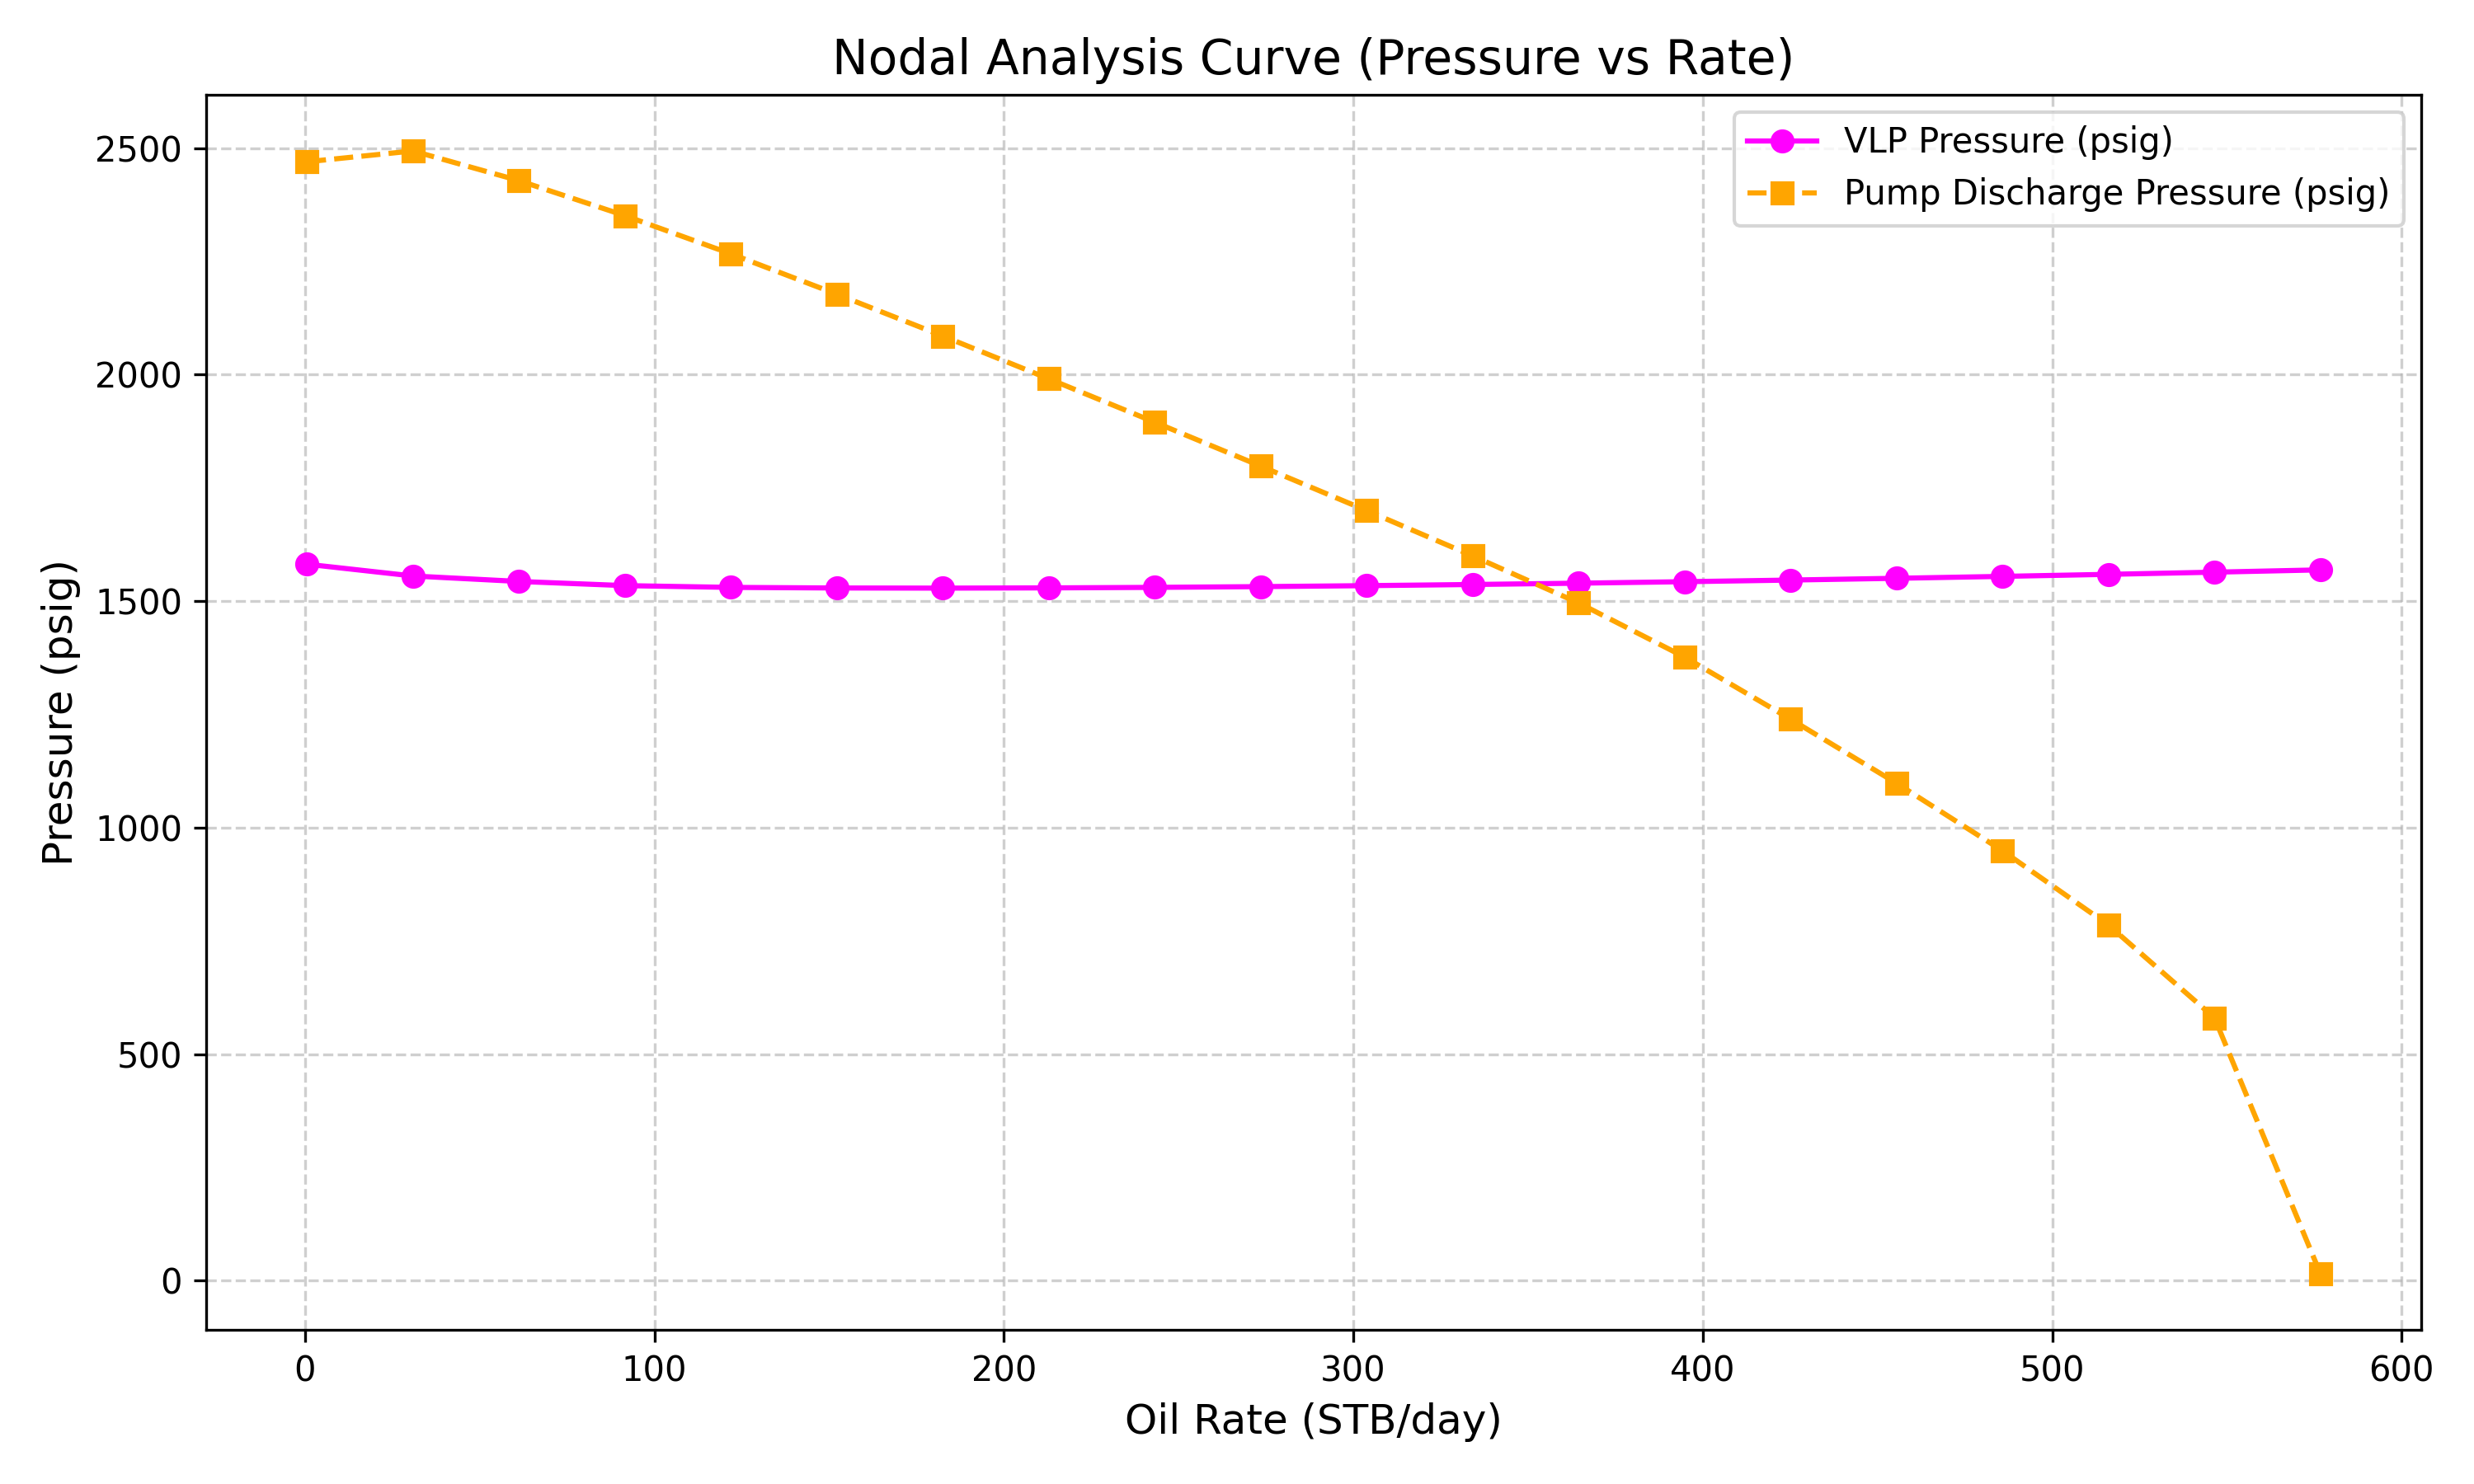 Nodal Analysis Curve (Pressure vs Rate)
VLP Pressure (psig)
Pump Discharge Pressure (psig)
Pressure (psig)
2500
2000
1500
1000
500
0
0 100 200 300 400 500 600
Oil Rate (STB/day)